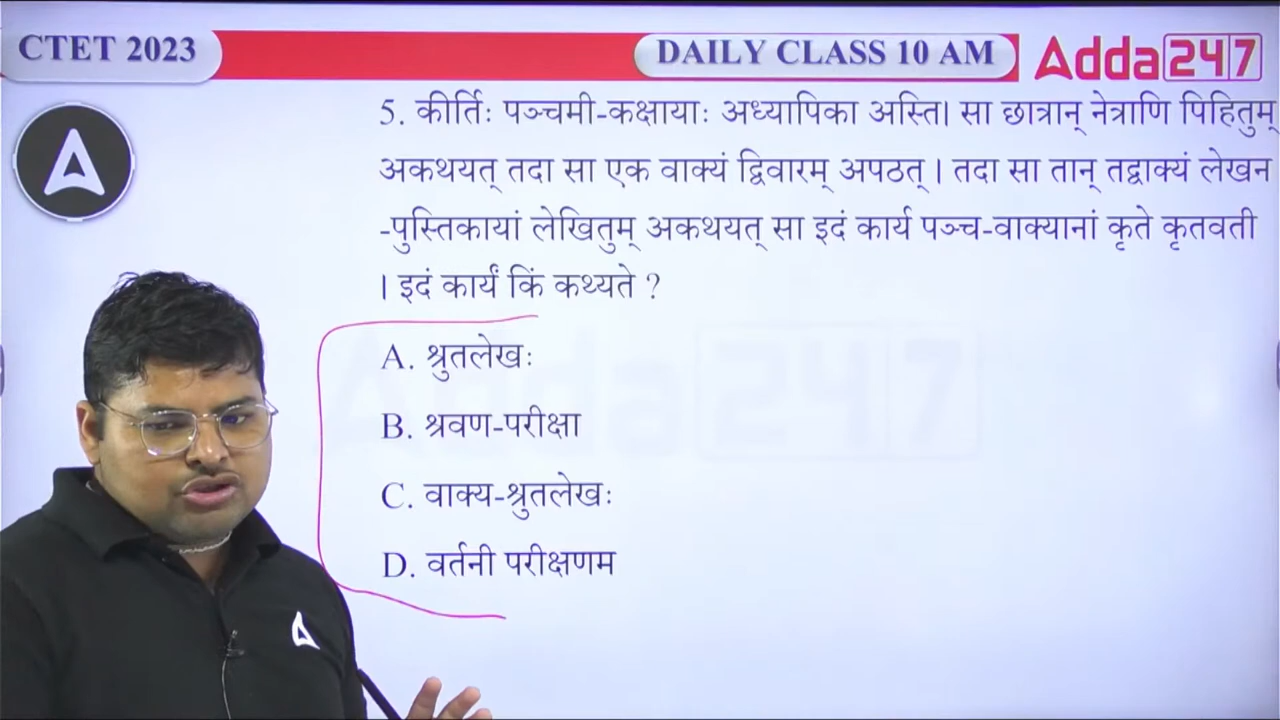 CTET 2023
DAILY CLASS 10 AM
Adda247
5. कीर्तिः पञ्चमी-कक्षायाः अध्यापिका अस्ति। सा छात्रान् नेत्राणि पिहितुम्
अकथयत् तदा सा एक वाक्यं द्विवारम् अपठत् । तदा सा तान् तद्वाक्यं लेखन
-पुस्तिकायां लेखितुम् अकथयत् सा इदं कार्य पञ्च-वाक्यानां कृते कृतवती
। इदं कार्यं किं कथ्यते ?
A. श्रुतलेखः
B. श्रवण-परीक्षा
C. वाक्य-श्रुतलेखः
D. वर्तनी परीक्षणम